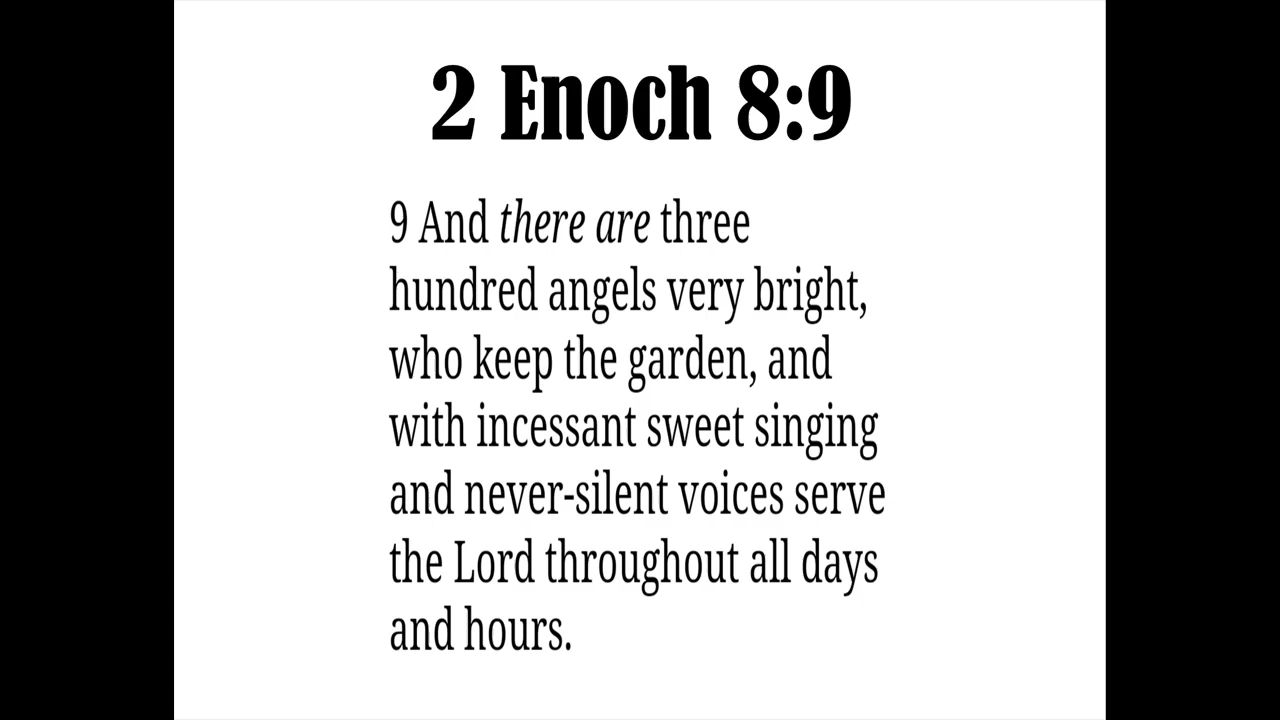 2 Enoch 8:9
9 And there are three
hundred angels very bright,
who keep the garden, and
with incessant sweet singing
and never-silent voices serve
the Lord throughout all days
and hours.